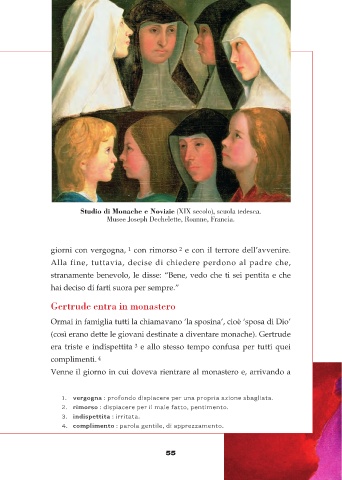 Studio di Monache e Novizie (XIX secolo), scuola tedesca.
Musee Joseph Dechelette, Roanne, Francia.
giorni con vergogna, 1 con rimorso 2 e con il terrore dell’avvenire.
Alla fine, tuttavia, decise di chiedere perdono al padre che,
stranamente benevolo, le disse: “Bene, vedo che ti sei pentita e che
hai deciso di farti suora per sempre.”
Gertrude entra in monastero
Ormai in famiglia tutti la chiamavano ‘la sposina’, cioè ‘sposa di Dio’
(così erano dette le giovani destinate a diventare monache). Gertrude
era triste e indispettita 3 e allo stesso tempo confusa per tutti quei
complimenti. 4
Venne il giorno in cui doveva rientrare al monastero e, arrivando a
1. vergogna : profondo dispiacere per una propria azione sbagliata.
2. rimorso : dispiacere per il male fatto, pentimento.
3. indispettita : irritata.
4. complimento : parola gentile, di apprezzamento.
55